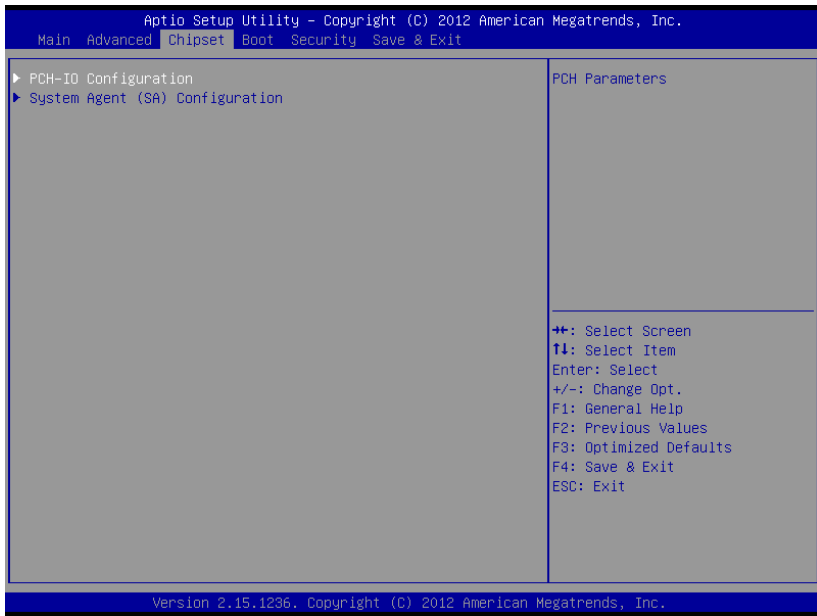 Aptio Setup Utility – Copyright (C) 2012 American Megatrends, Inc.
Main Advanced Chipset Boot Security Save & Exit
▶ PCH-IO Configuration
▶ System Agent (SA) Configuration
PCH Parameters
→←: Select Screen
↑↓: Select Item
Enter: Select
+/-: Change Opt.
F1: General Help
F2: Previous Values
F3: Optimized Defaults
F4: Save & Exit
ESC: Exit
Version 2.15.1236. Copyright (C) 2012 American Megatrends, Inc.